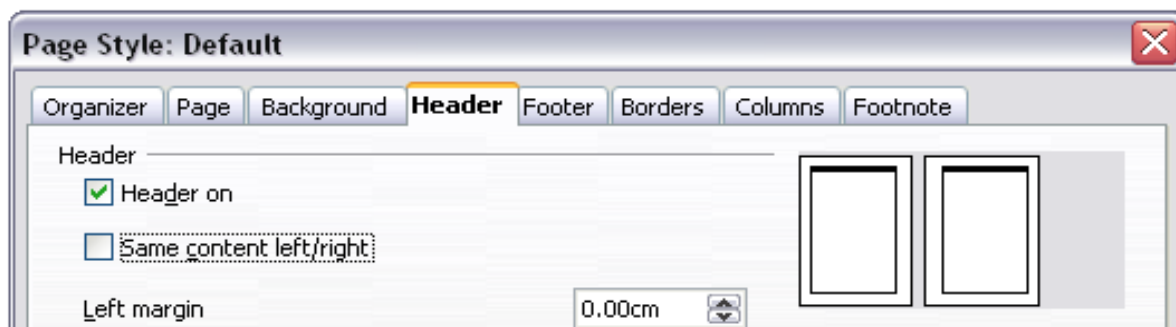 Page Style: Default
Organizer Page Background Header Footer Borders Columns Footnote
Header
Header on
Same content left/right
Left margin 0.00cm